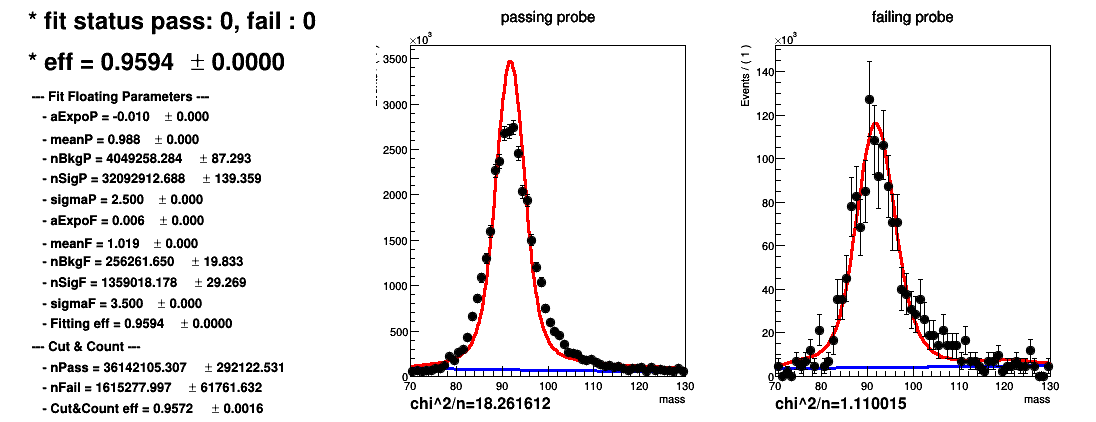 * fit status pass: 0, fail : 0
* eff = 0.9594 ± 0.0000
--- Fit Floating Parameters ---
- aExpoP = -0.010 ± 0.000
- meanP = 0.988 ± 0.000
- nBkgP = 4049258.284 ± 87.293
- nSigP = 32092912.688 ± 139.359
- sigmaP = 2.500 ± 0.000
- aExpoF = 0.006 ± 0.000
- meanF = 1.019 ± 0.000
- nBkgF = 256261.650 ± 19.833
- nSigF = 1359018.178 ± 29.269
- sigmaF = 3.500 ± 0.000
- Fitting eff = 0.9594 ± 0.0000
--- Cut & Count ---
- nPass = 36142105.307 ± 292122.531
- nFail = 1615277.997 ± 61761.632
- Cut&Count eff = 0.9572 ± 0.0016
passing probe
×10³
3500
3000
2500
2000
1500
1000
500
0
70 80 90 100 110 120 130
mass
chi^2/n=18.261612
failing probe
×10³
Events / ( 1 )
140
120
100
80
60
40
20
0
70 80 90 100 110 120 130
mass
chi^2/n=1.110015